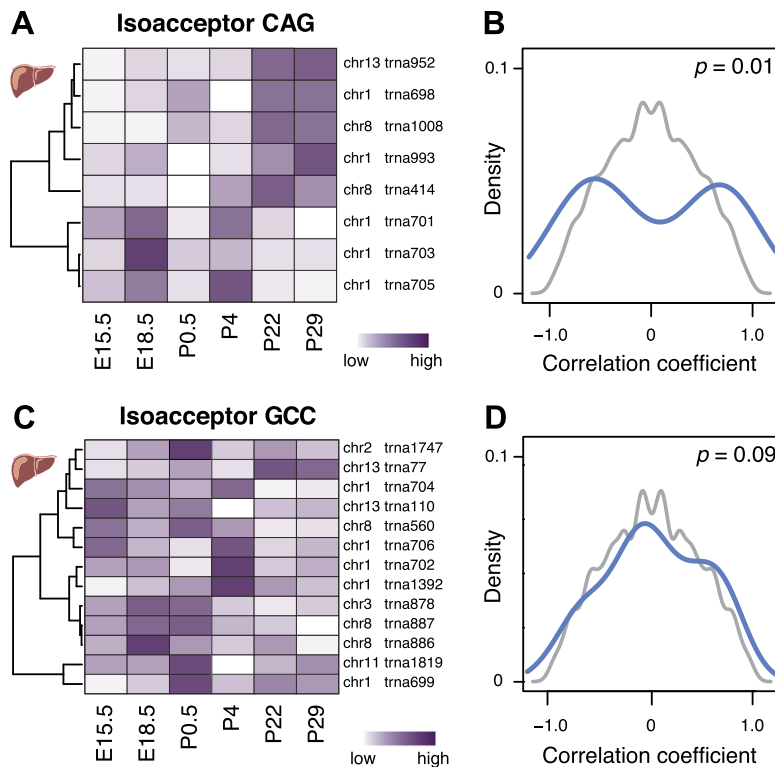 A
Isoacceptor CAG
chr13 trna952
chr1 trna698
chr8 trna1008
chr1 trna993
chr8 trna414
chr1 trna701
chr1 trna703
chr1 trna705
E15.5
E18.5
P0.5
P4
P22
P29
low high
B
p = 0.01
0.1
Density
0
−1.0 0 1.0
Correlation coefficient
C
Isoacceptor GCC
chr2 trna1747
chr13 trna77
chr1 trna704
chr13 trna110
chr8 trna560
chr1 trna706
chr1 trna702
chr1 trna1392
chr3 trna878
chr8 trna887
chr8 trna886
chr11 trna1819
chr1 trna699
E15.5
E18.5
P0.5
P4
P22
P29
low high
D
p = 0.09
0.1
Density
0
−1.0 0 1.0
Correlation coefficient